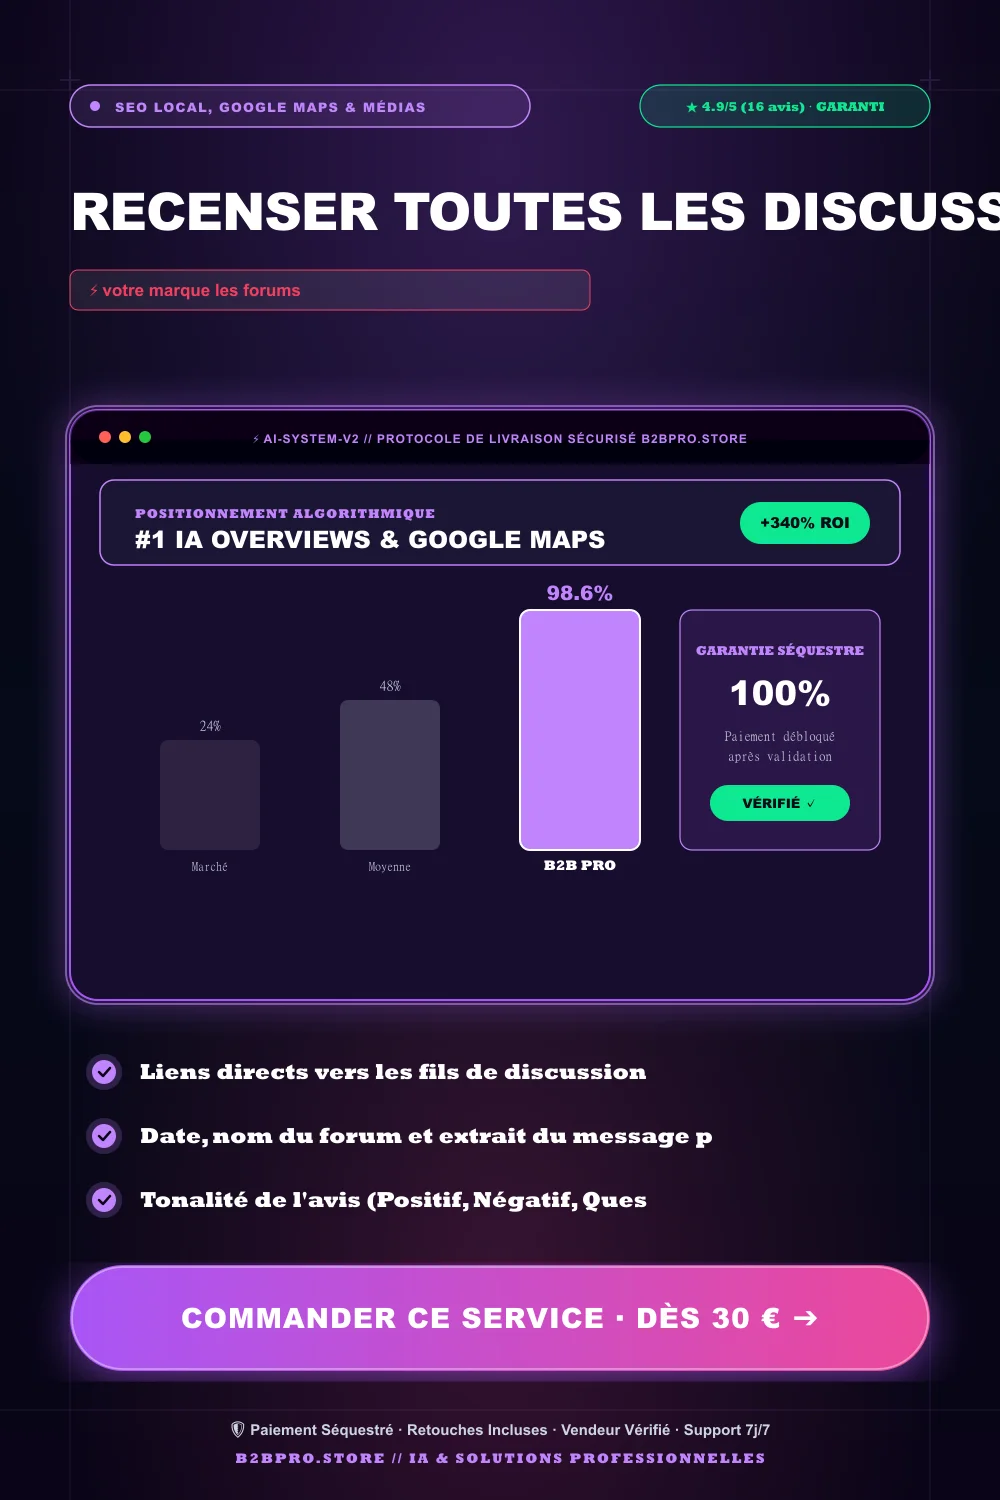 SEO LOCAL, GOOGLE MAPS & MÉDIAS
★ 4.9/5 (16 avis) · GARANTI
RECENSER TOUTES LES DISCUSS
⚡ votre marque les forums
⚡ AI-SYSTEM-V2 // PROTOCOLE DE LIVRAISON SÉCURISÉ B2BPRO.STORE
POSITIONNEMENT ALGORITHMIQUE
#1 IA OVERVIEWS & GOOGLE MAPS
+340% ROI
98.6%
48%
24%
Marché
Moyenne
B2B PRO
GARANTIE SÉQUESTRE
100%
Paiement débloqué
après validation
VÉRIFIÉ ✓
Liens directs vers les fils de discussion
Date, nom du forum et extrait du message p
Tonalité de l'avis (Positif, Négatif, Ques
COMMANDER CE SERVICE · DÈS 30 € ➔
🛡 Paiement Séquestré · Retouches Incluses · Vendeur Vérifié · Support 7j/7
B2BPRO.STORE // IA & SOLUTIONS PROFESSIONNELLES